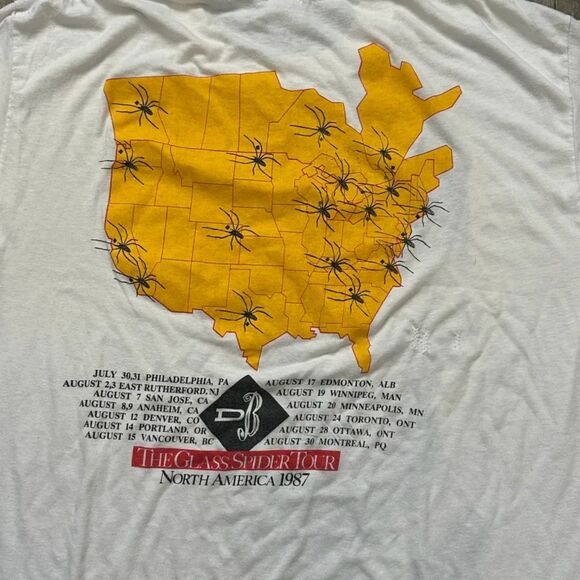 JULY 30,31 PHILADELPHIA, PA
AUGUST 2,3 EAST RUTHERFORD, NJ
AUGUST 7 SAN JOSE, CA
AUGUST 8,9 ANAHEIM, CA
AUGUST 12 DENVER, CO
AUGUST 14 PORTLAND, OR
AUGUST 15 VANCOUVER, BC
DB
AUGUST 17 EDMONTON, ALB
AUGUST 19 WINNIPEG, MAN
AUGUST 20 MINNEAPOLIS, MN
AUGUST 24 TORONTO, ONT
AUGUST 28 OTTAWA, ONT
AUGUST 30 MONTREAL, PQ
THE GLASS SPIDER TOUR
NORTH AMERICA 1987